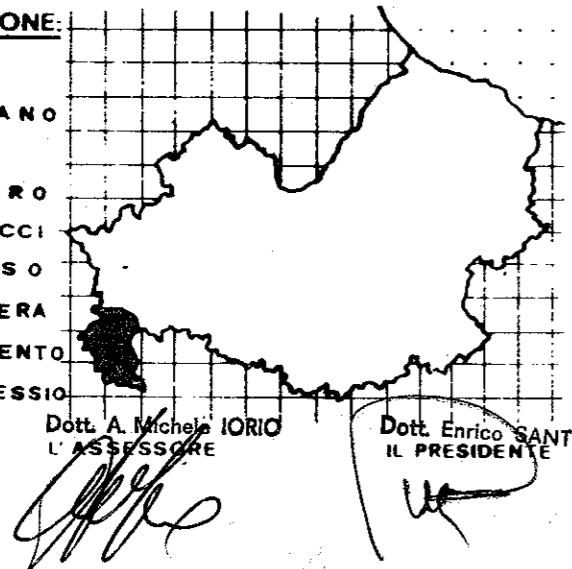 ONE:
ANO
RO
CCI
SO
ERA
ENTO
ESSIO
Dott. A. Michele IORIO
L'ASSESSORE
Dott. Enrico SANT
IL PRESIDENTE